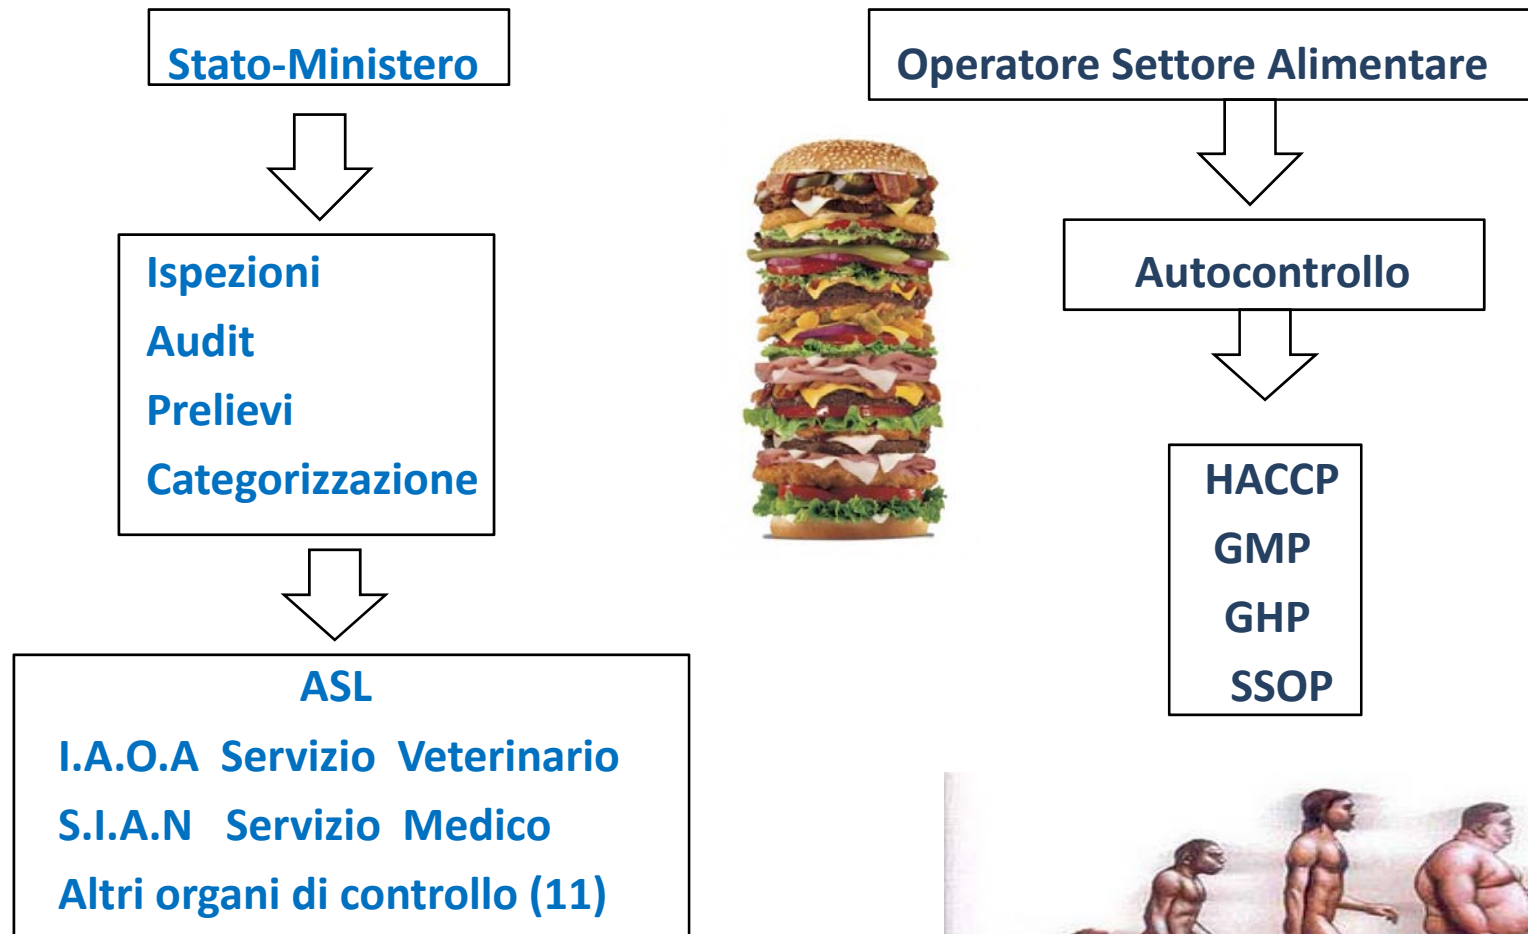 Stato-Ministero
Ispezioni
Audit
Prelievi
Categorizzazione
ASL
I.A.O.A Servizio Veterinario
S.I.A.N Servizio Medico
Altri organi di controllo (11)
Operatore Settore Alimentare
Autocontrollo
HACCP
GMP
GHP
SSOP